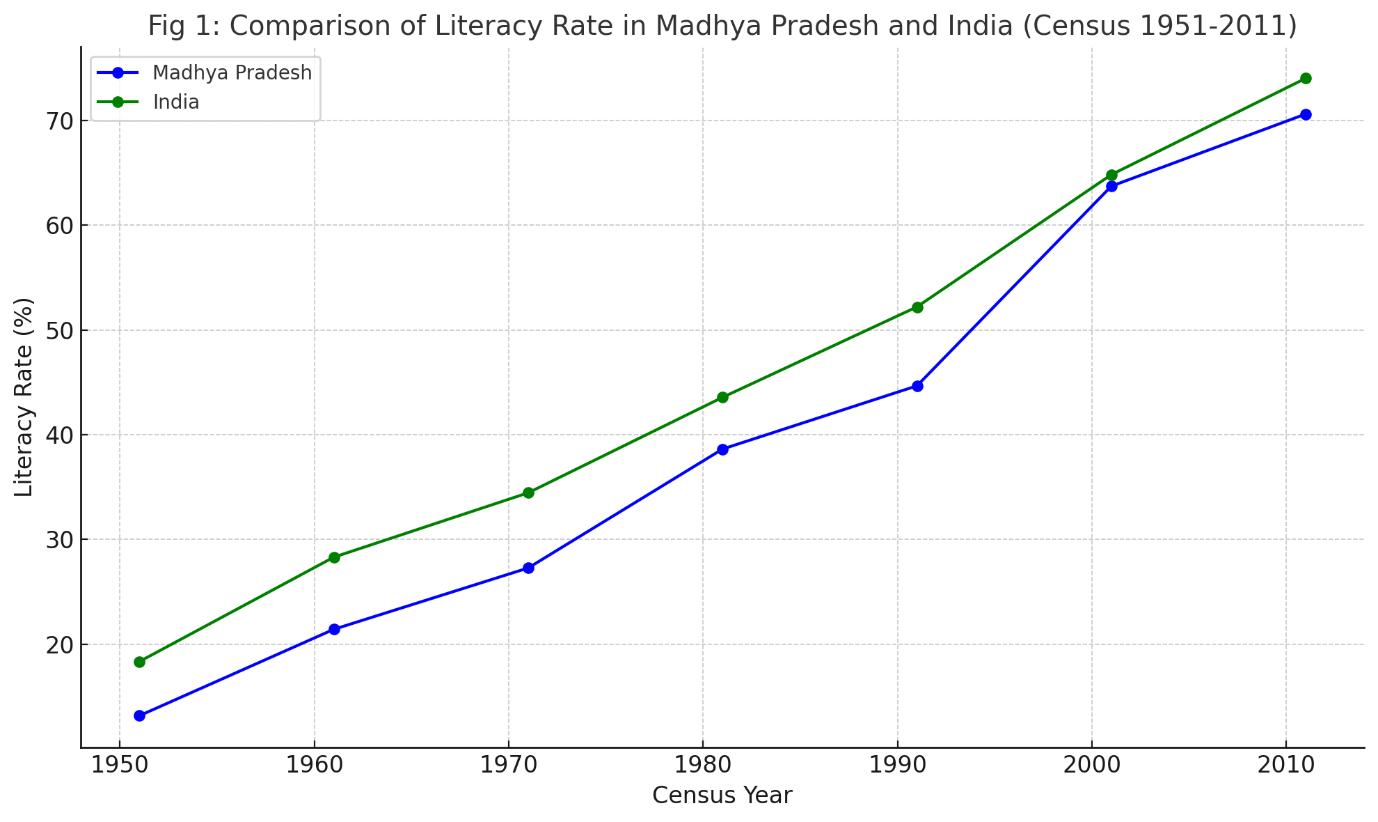 Fig 1: Comparison of Literacy Rate in Madhya Pradesh and India (Census 1951-2011)
Madhya Pradesh
India
70
60
50
40
30
20
Literacy Rate (%)
1950 1960 1970 1980 1990 2000 2010
Census Year